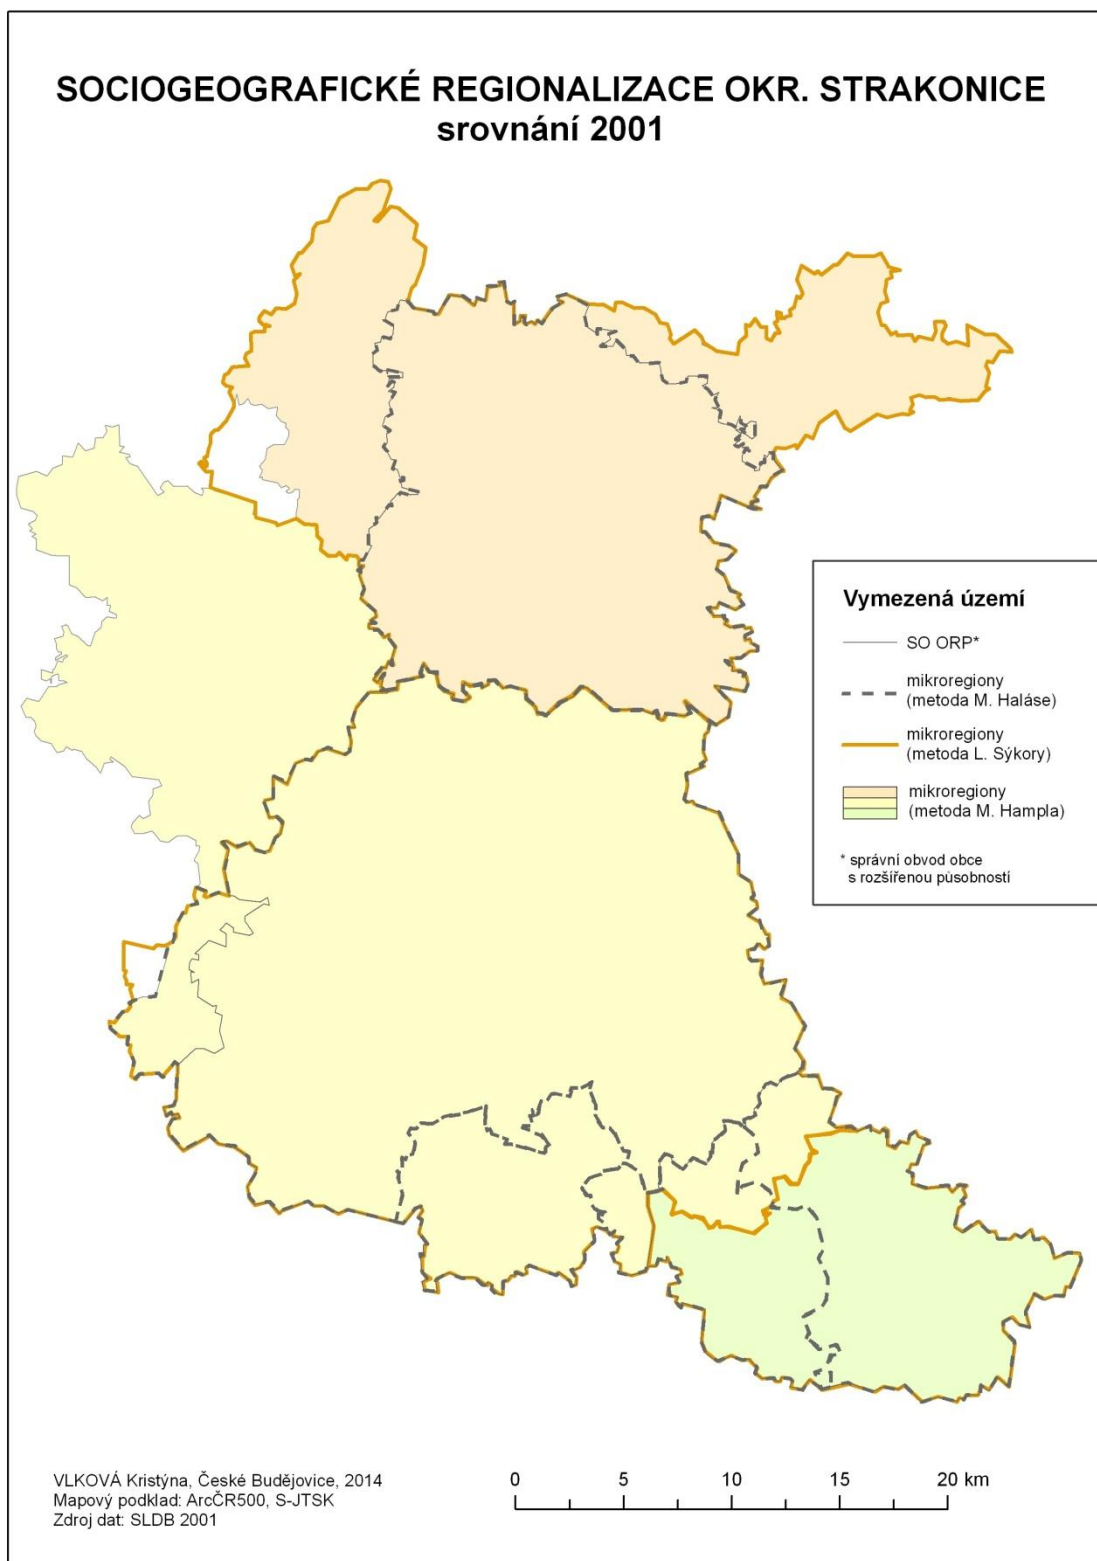 SOCIOGEOGRAFICKÉ REGIONALIZACE OKR. STRAKONICE
srovnání 2001
Vymezená území
SO ORP*
mikroregiony
(metoda M. Haláse)
mikroregiony
(metoda L. Sýkory)
mikroregiony
(metoda M. Hampla)
* správní obvod obce
s rozšířenou působností
VLKOVÁ Kristýna, České Budějovice, 2014
Mapový podklad: ArcČR500, S-JTSK
Zdroj dat: SLDB 2001
0 5 10 15 20 km